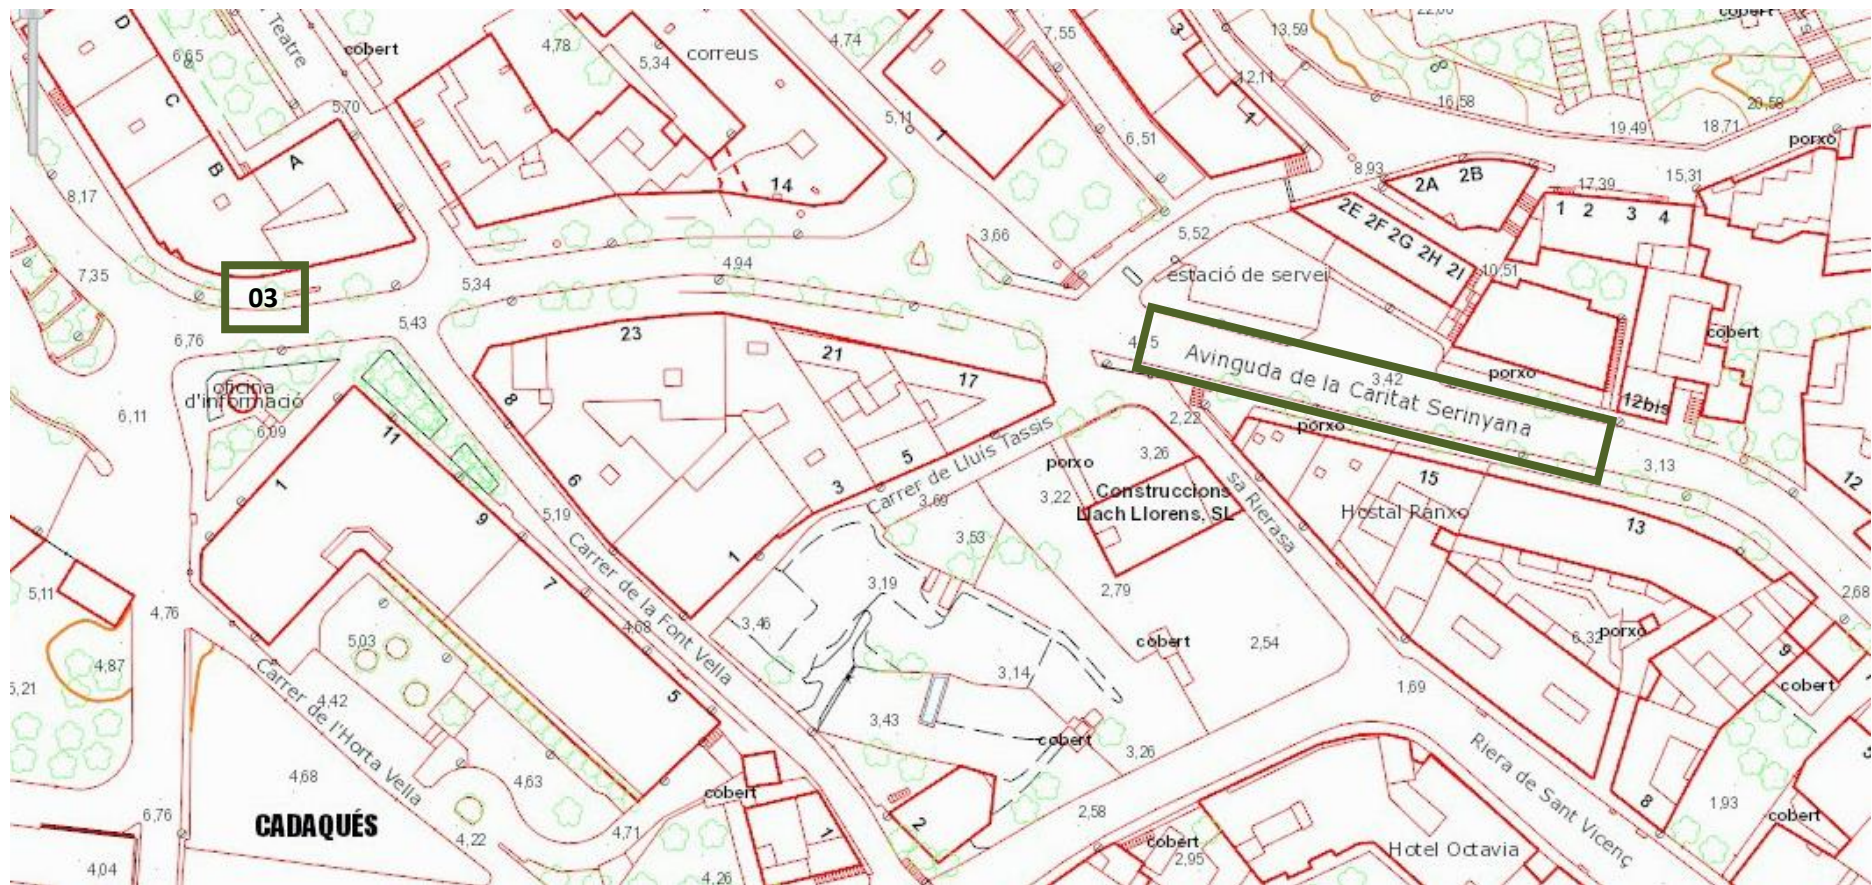 D
6,65
Teatre
cobert
4,78
5,34
correus
4,74
7,55
3
13,59
cobert
12,11
8
16,58
20,58
C
5,70
5,11
1
6,51
4
19,49
18,71
porxo
B
A
14
8,93
2A
2B
17,39
15,31
8,17
3,66
5,52
2E 2F 2G 2H 2I
1 2 3 4
7,35
03
5,34
4,94
estació de servei
10,51
5,43
6,76
23
21
17
Avinguda de la Caritat Serinyana
3,42
porxo
cobert
12bis
oficina
d'informació
6,09
6,11
8
11
2,22
porxo
3,13
12
Carrer de Lluis Tassis
5
3
porxo
3,26
3,22
3,69
Construccions
Llach Llorens, SL
sa Rierasa
15
Hostal Ranxo
13
1
9
6
5,19
3,53
5,11
4,76
7
1
3,19
2,79
2,68
Carrer de la Font Vella
4,68
3,46
cobert
2,54
6,32
porxo
9
4,87
5,03
3,14
5,21
Carrer de l'Horta Vella
4,42
5
1,69
cobert
3,43
cobert
3,26
Riera de Sant Vicenç
4,68
4,63
cobert
8
1,93
cobert
6,76
CADAQUÉS
4,22
4,71
1
2
2,58
cobert
2,95
Hotel Octavia
4,04
4,26